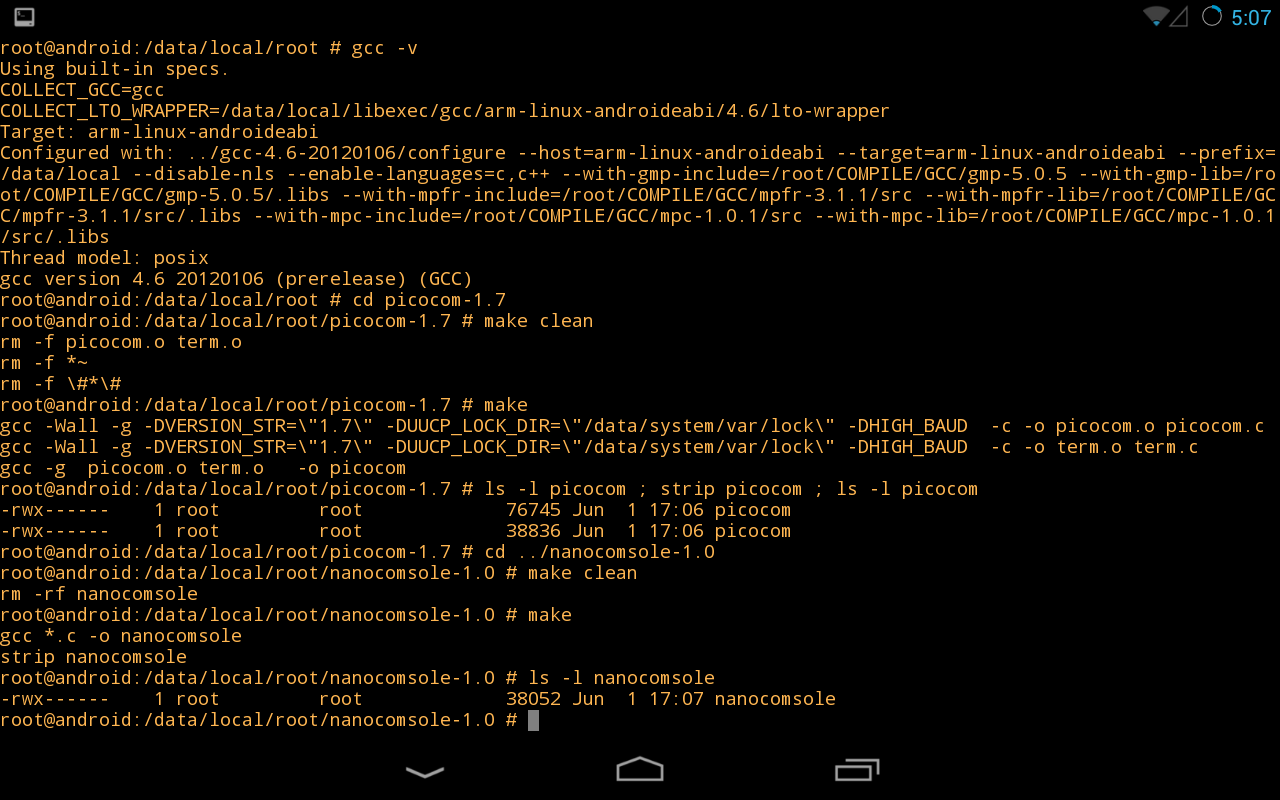 5:07
root@android:/data/local/root # gcc -v
Using built-in specs.
COLLECT_GCC=gcc
COLLECT_LTO_WRAPPER=/data/local/libexec/gcc/arm-linux-androideabi/4.6/lto-wrapper
Target: arm-linux-androideabi
Configured with: ../gcc-4.6-20120106/configure --host=arm-linux-androideabi --target=arm-linux-androideabi --prefix=
/data/local --disable-nls --enable-languages=c,c++ --with-gmp-include=/root/COMPILE/GCC/gmp-5.0.5 --with-gmp-lib=/ro
ot/COMPILE/GCC/gmp-5.0.5/.libs --with-mpfr-include=/root/COMPILE/GCC/mpfr-3.1.1/src --with-mpfr-lib=/root/COMPILE/GC
C/mpfr-3.1.1/src/.libs --with-mpc-include=/root/COMPILE/GCC/mpc-1.0.1/src --with-mpc-lib=/root/COMPILE/GCC/mpc-1.0.1
/src/.libs
Thread model: posix
gcc version 4.6 20120106 (prerelease) (GCC)
root@android:/data/local/root # cd picocom-1.7
root@android:/data/local/root/picocom-1.7 # make clean
rm -f picocom.o term.o
rm -f *~
rm -f \#*\#
root@android:/data/local/root/picocom-1.7 # make
gcc -Wall -g -DVERSION_STR=\"1.7\" -DUUCP_LOCK_DIR=\"/data/system/var/lock\" -DHIGH_BAUD  -c -o picocom.o picocom.c
gcc -Wall -g -DVERSION_STR=\"1.7\" -DUUCP_LOCK_DIR=\"/data/system/var/lock\" -DHIGH_BAUD  -c -o term.o term.c
gcc -g  picocom.o term.o   -o picocom
root@android:/data/local/root/picocom-1.7 # ls -l picocom ; strip picocom ; ls -l picocom
-rwx------    1 root         root             76745 Jun  1 17:06 picocom
-rwx------    1 root         root             38836 Jun  1 17:06 picocom
root@android:/data/local/root/picocom-1.7 # cd ../nanocomsole-1.0
root@android:/data/local/root/nanocomsole-1.0 # make clean
rm -rf nanocomsole
root@android:/data/local/root/nanocomsole-1.0 # make
gcc *.c -o nanocomsole
strip nanocomsole
root@android:/data/local/root/nanocomsole-1.0 # ls -l nanocomsole
-rwx------    1 root         root             38052 Jun  1 17:07 nanocomsole
root@android:/data/local/root/nanocomsole-1.0 #